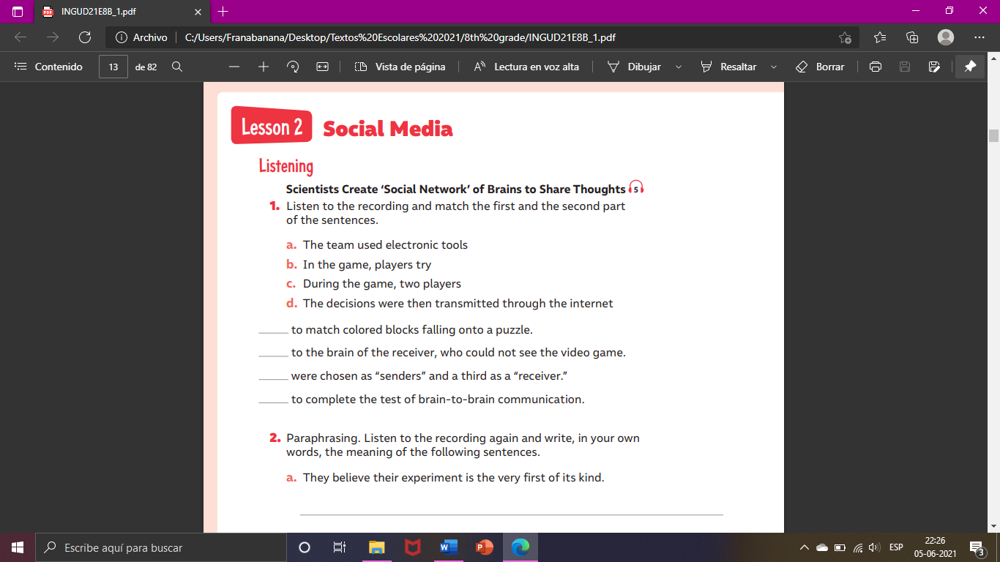 INGUD21E8B_1.pdf
Archivo C:/Users/Franabanana/Desktop/Textos%20Escolares%202021/8th%20grade/INGUD21E8B_1.pdf
Contenido 13 de 82 Vista de página Lectura en voz alta Dibujar Resaltar Borrar
Lesson 2 Social Media
Listening
Scientists Create ‘Social Network’ of Brains to Share Thoughts 5
1. Listen to the recording and match the first and the second part
of the sentences.
a. The team used electronic tools
b. In the game, players try
c. During the game, two players
d. The decisions were then transmitted through the internet
_____ to match colored blocks falling onto a puzzle.
_____ to the brain of the receiver, who could not see the video game.
_____ were chosen as “senders” and a third as a “receiver.”
_____ to complete the test of brain-to-brain communication.
2. Paraphrasing. Listen to the recording again and write, in your own
words, the meaning of the following sentences.
a. They believe their experiment is the very first of its kind.
Escribe aquí para buscar
ESP
22:26
05-06-2021
3